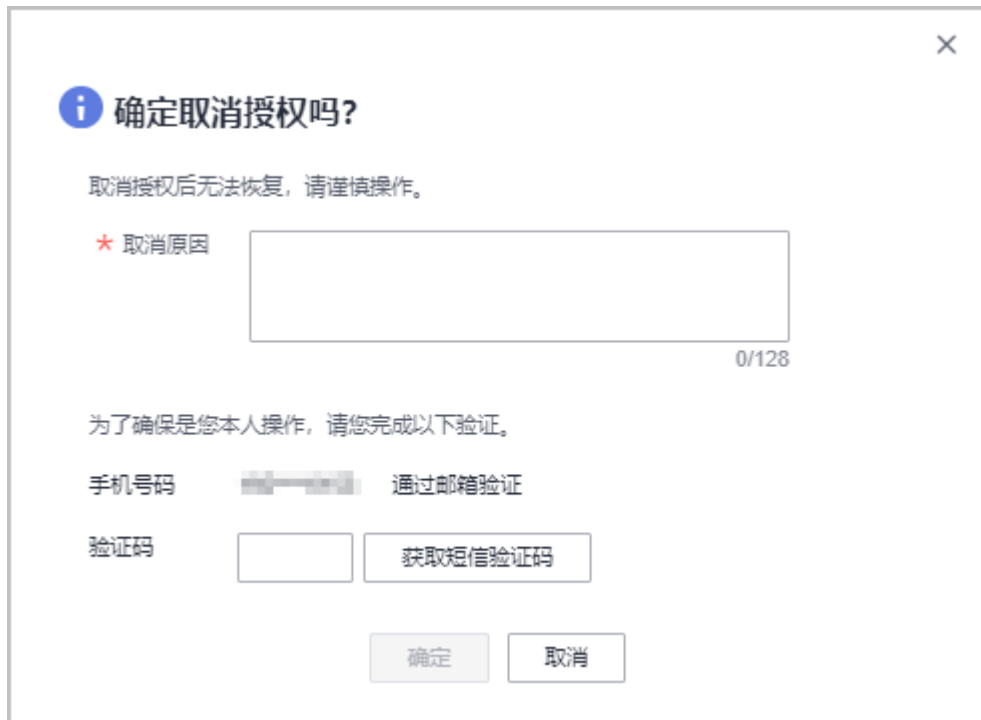 确定取消授权吗?
取消授权后无法恢复，请谨慎操作。
* 取消原因
0/128
为了确保是您本人操作，请您完成以下验证。
手机号码 通过邮箱验证
验证码 获取短信验证码
确定 取消